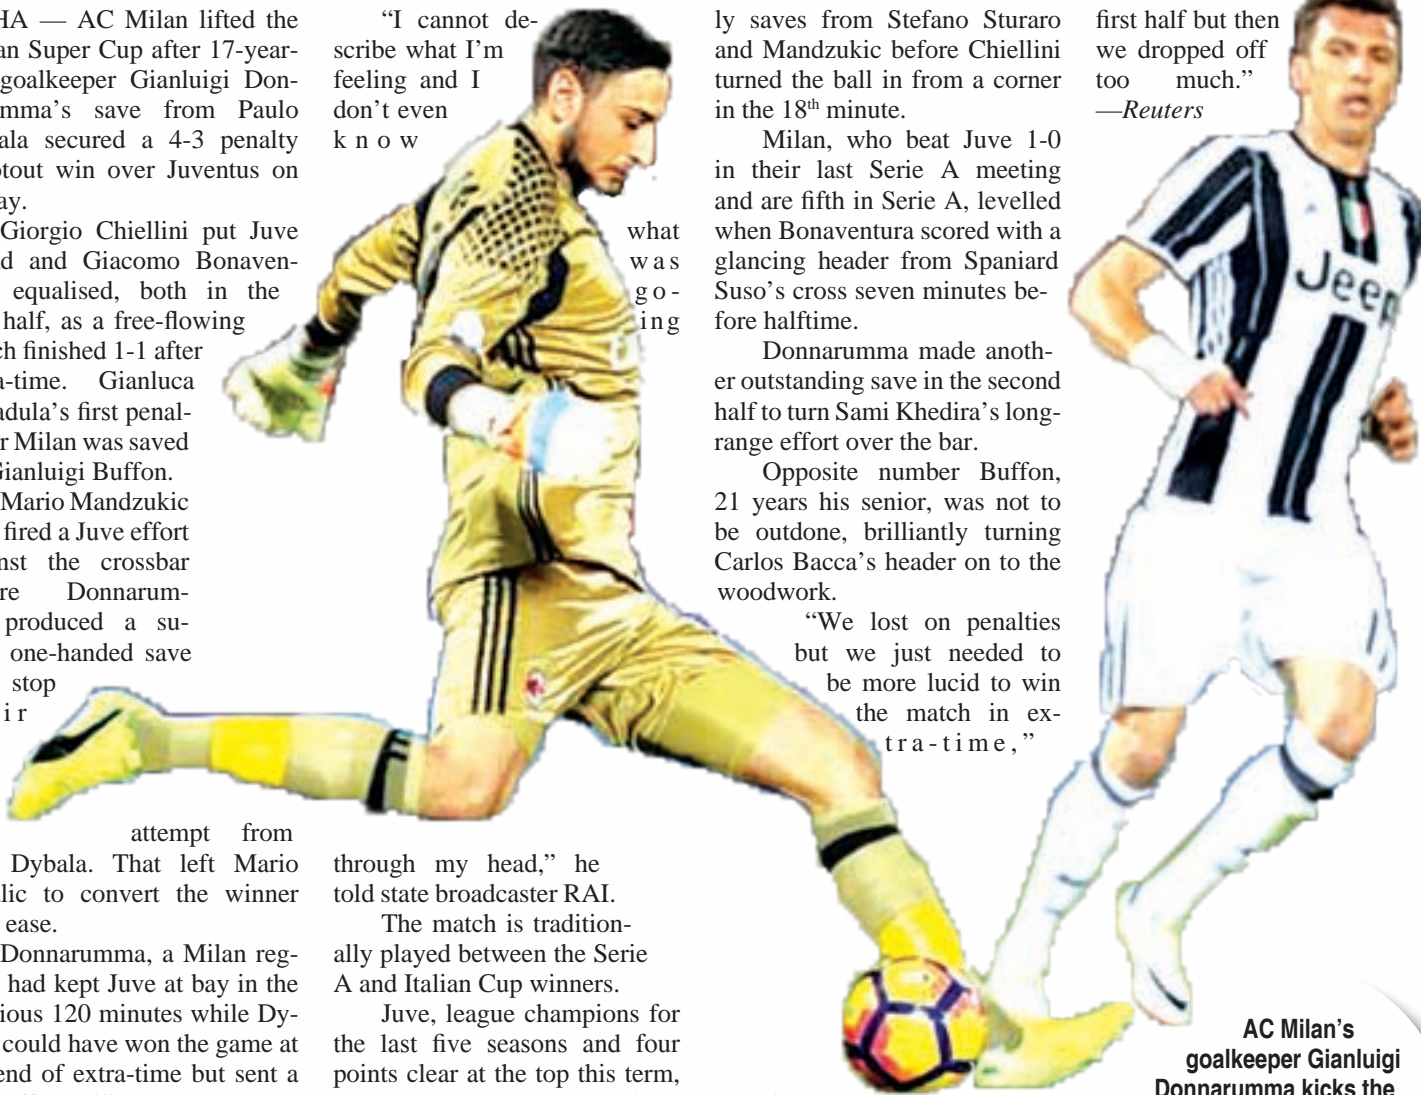 HA — AC Milan lifted the
an Super Cup after 17-year-
goalkeeper Gianluigi Don-
mma’s save from Paulo
ala secured a 4-3 penalty
tout win over Juventus on
ay.
Giorgio Chiellini put Juve
d and Giacomo Bonaven-
equalised, both in the
half, as a free-flowing
ch finished 1-1 after
a-time. Gianluca
adula’s first penal-
r Milan was saved
Gianluigi Buffon.
Mario Mandzukic
fired a Juve effort
nst the crossbar
re Donnarum-
produced a su-
one-handed save
stop
ir
attempt from
Dybala. That left Mario
lic to convert the winner
ease.
Donnarumma, a Milan reg-
had kept Juve at bay in the
ious 120 minutes while Dy-
could have won the game at
end of extra-time but sent a
“I cannot de-
scribe what I’m
feeling and I
don’t even
know
what
was
go-
ing
through my head,” he
told state broadcaster RAI.
The match is tradition-
ally played between the Serie
A and Italian Cup winners.
Juve, league champions for
the last five seasons and four
points clear at the top this term,
ly saves from Stefano Sturaro
and Mandzukic before Chiellini
turned the ball in from a corner
in the 18th minute.
Milan, who beat Juve 1-0
in their last Serie A meeting
and are fifth in Serie A, levelled
when Bonaventura scored with a
glancing header from Spaniard
Suso’s cross seven minutes be-
fore halftime.
Donnarumma made anoth-
er outstanding save in the second
half to turn Sami Khedira’s long-
range effort over the bar.
Opposite number Buffon,
21 years his senior, was not to
be outdone, brilliantly turning
Carlos Bacca’s header on to the
woodwork.
“We lost on penalties
but we just needed to
be more lucid to win
the match in ex-
tra-time,”
first half but then
we dropped off
too much.”
—Reuters
Jeep
AC Milan’s
goalkeeper Gianluigi
Donnarumma kicks the